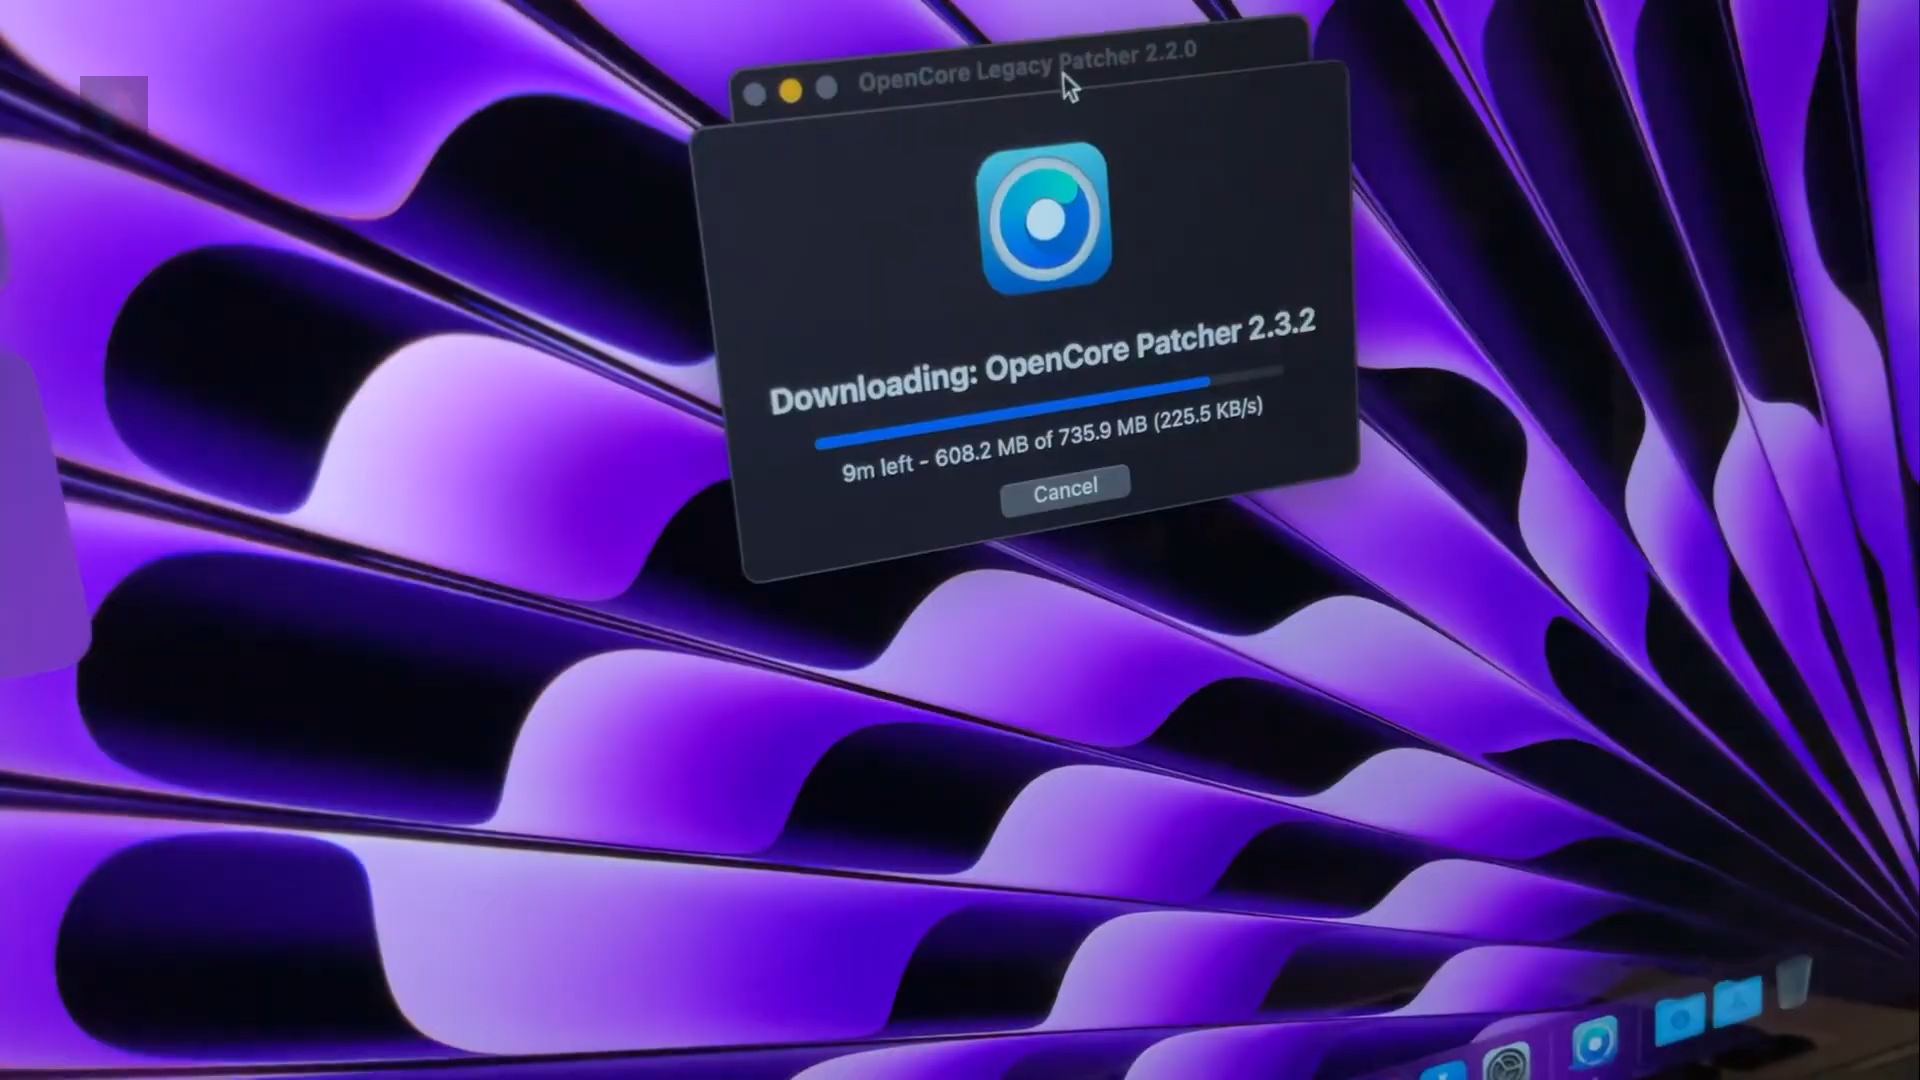 OpenCore Legacy Patcher 2.2.0
Downloading: OpenCore Patcher 2.3.2
9m left - 608.2 MB of 735.9 MB (225.5 KB/s)
Cancel